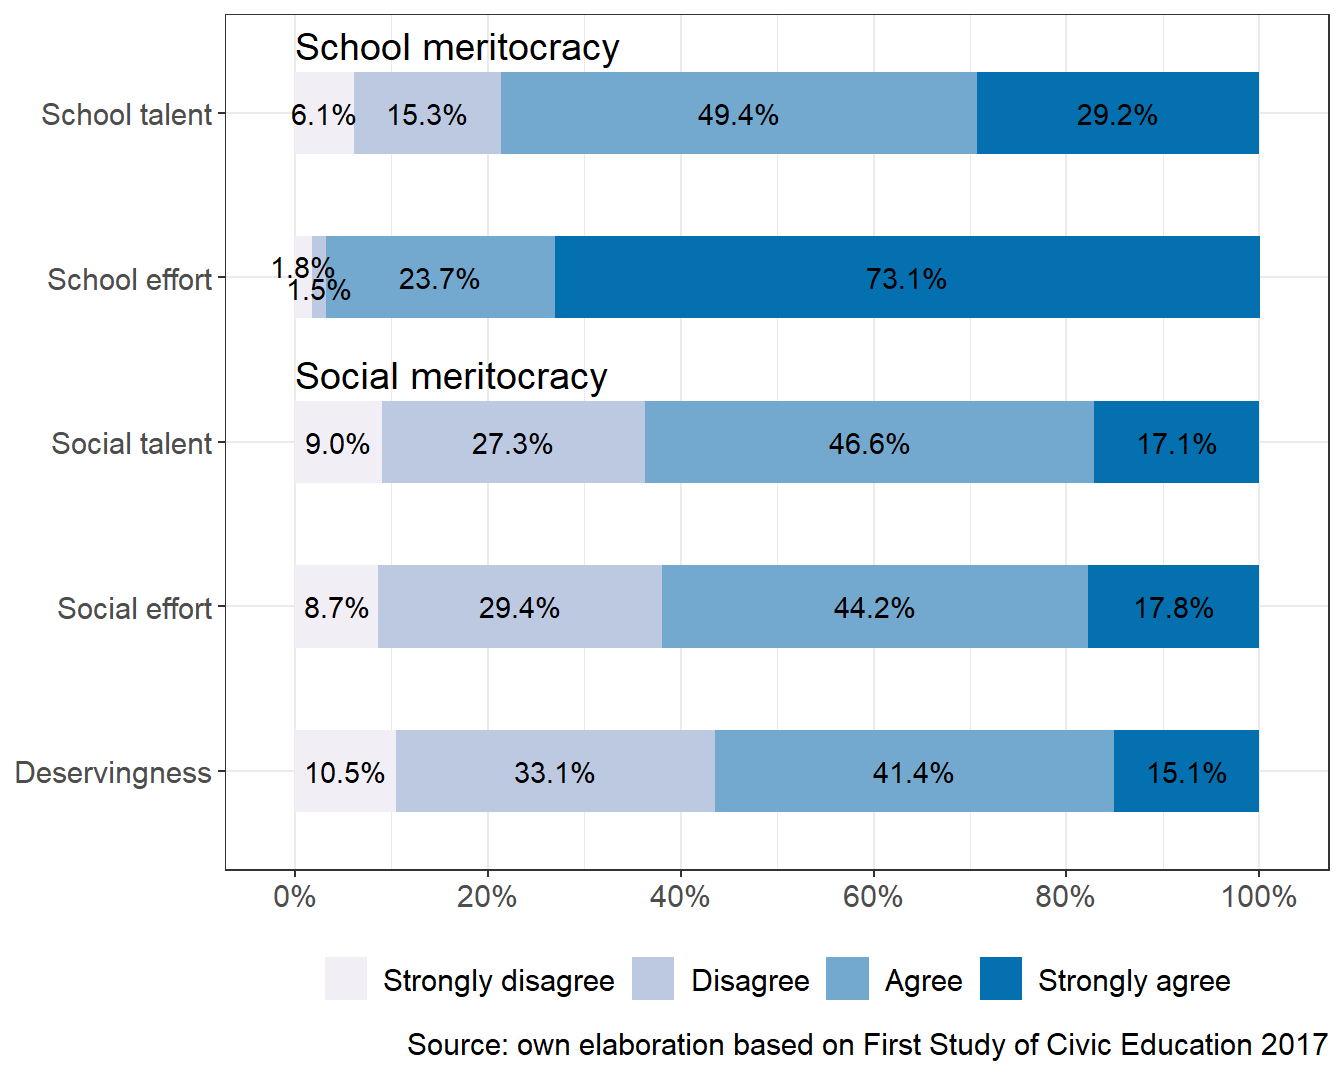 School meritocracy
School talent 6.1% 15.3% 49.4% 29.2%
School effort 1.8% 1.5% 23.7% 73.1%
Social meritocracy
Social talent 9.0% 27.3% 46.6% 17.1%
Social effort 8.7% 29.4% 44.2% 17.8%
Deservingness 10.5% 33.1% 41.4% 15.1%
0% 20% 40% 60% 80% 100%
Strongly disagree Disagree Agree Strongly agree
Source: own elaboration based on First Study of Civic Education 2017